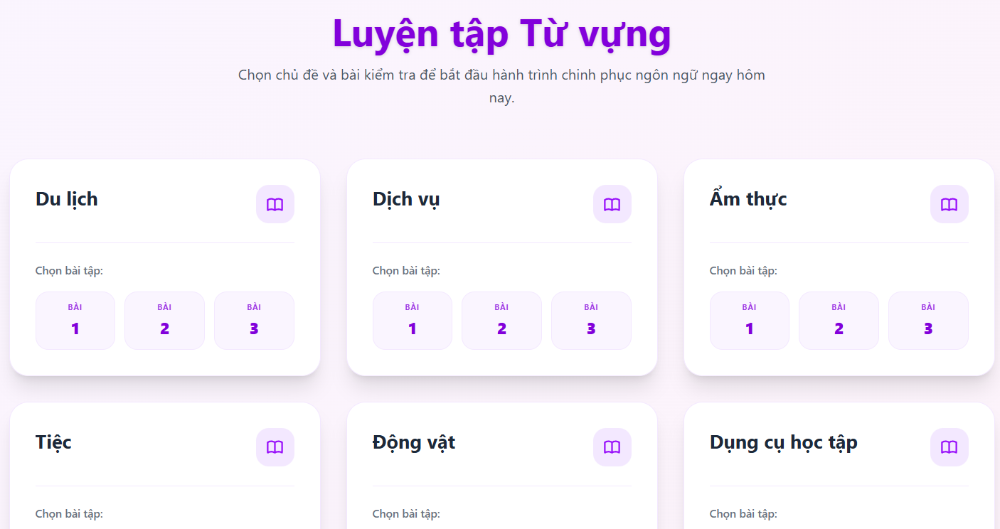 Luyện tập Từ vựng
Chọn chủ đề và bài kiểm tra để bắt đầu hành trình chinh phục ngôn ngữ ngay hôm
nay.
Du lịch
Chọn bài tập:
BÀI
1
BÀI
2
BÀI
3
Dịch vụ
Chọn bài tập:
BÀI
1
BÀI
2
BÀI
3
Ẩm thực
Chọn bài tập:
BÀI
1
BÀI
2
BÀI
3
Tiệc
Chọn bài tập:
Động vật
Chọn bài tập:
Dụng cụ học tập
Chọn bài tập: